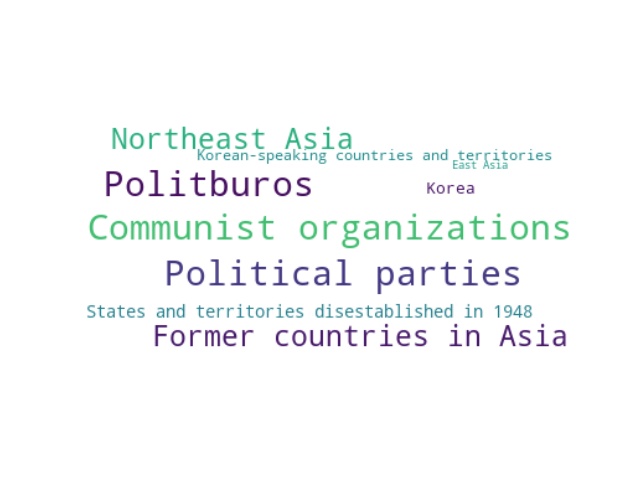 Northeast Asia
Korean-speaking countries and territories
East Asia
Politburos
Korea
Communist organizations
Political parties
States and territories disestablished in 1948
Former countries in Asia